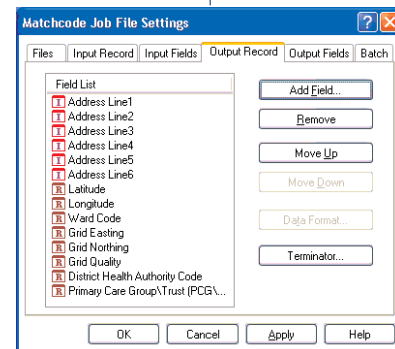 Matchcode Job File Settings
Files Input Record Input Fields Output Record Output Fields Batch
Field List
I Address Line1
I Address Line2
I Address Line3
I Address Line4
I Address Line5
I Address Line6
R Latitude
R Longitude
R Ward Code
R Grid Easting
R Grid Northing
R Grid Quality
R District Health Authority Code
R Primary Care Group\Trust (PCG\...
Add Field...
Remove
Move Up
Move Down
Data Format...
Terminator...
OK Cancel Apply Help